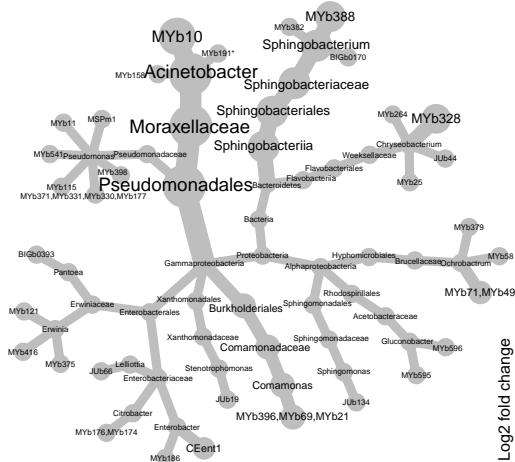 MYb388
MYb382
MYb10
Sphingobacterium
MYb191*
BIGb0170
MYb158
Acinetobacter
Sphingobacteriaceae
MYb264
MYb328
MYb11
MSPm1
Sphingobacteriales
Moraxellaceae
Chryseobacterium
Sphingobacteriia
MYb541
Pseudomonas
Pseudomonadaceae
Weeksellaceae
JUb44
Flavobacteriales
MYb398
Flavobacteriia
MYb115
Pseudomonadales
Bacteroidetes
MYb25
MYb371,MYb331,MYb330,MYb177
Bacteria
MYb379
BIGb0393
Proteobacteria
Hyphomicrobiales
MYb58
Gammaproteobacteria
Alphaproteobacteria
Brucellaceae
Ochrobactrum
Pantoea
MYb71,MYb49
Rhodospirillales
Xanthomonadales
Erwiniaceae
Sphingomonadales
MYb121
Enterobacterales
Burkholderiales
Acetobacteraceae
Erwinia
Xanthomonadaceae
Sphingomonadaceae
Gluconobacter
MYb416
Comamonadaceae
MYb596
MYb375
Lelliottia
JUb66
Stenotrophomonas
Sphingomonas
MYb595
Enterobacteriaceae
Comamonas
JUb19
JUb134
Citrobacter
MYb396,MYb69,MYb21
Enterobacter
MYb176,MYb174
CEent1
MYb186
Log2 fold change